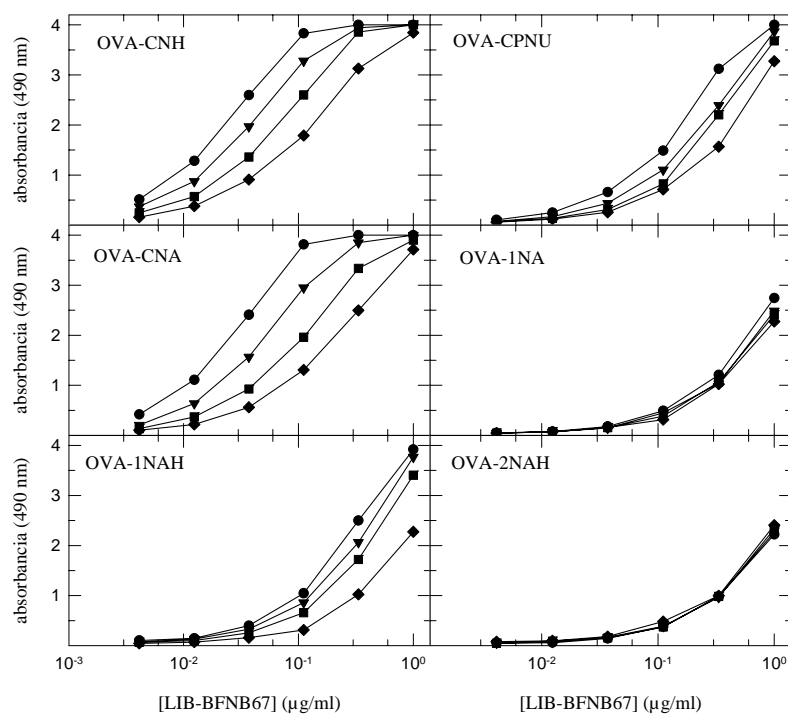 4
OVA-CNH
OVA-CPNU
absorbancia (490 nm)
3
2
1
4
OVA-CNA
OVA-1NA
absorbancia (490 nm)
3
2
1
4
OVA-1NAH
OVA-2NAH
absorbancia (490 nm)
3
2
1
10⁻³ 10⁻² 10⁻¹ 10⁰ 10⁻² 10⁻¹ 10⁰
[LIB-BFNB67] (µg/ml) [LIB-BFNB67] (µg/ml)